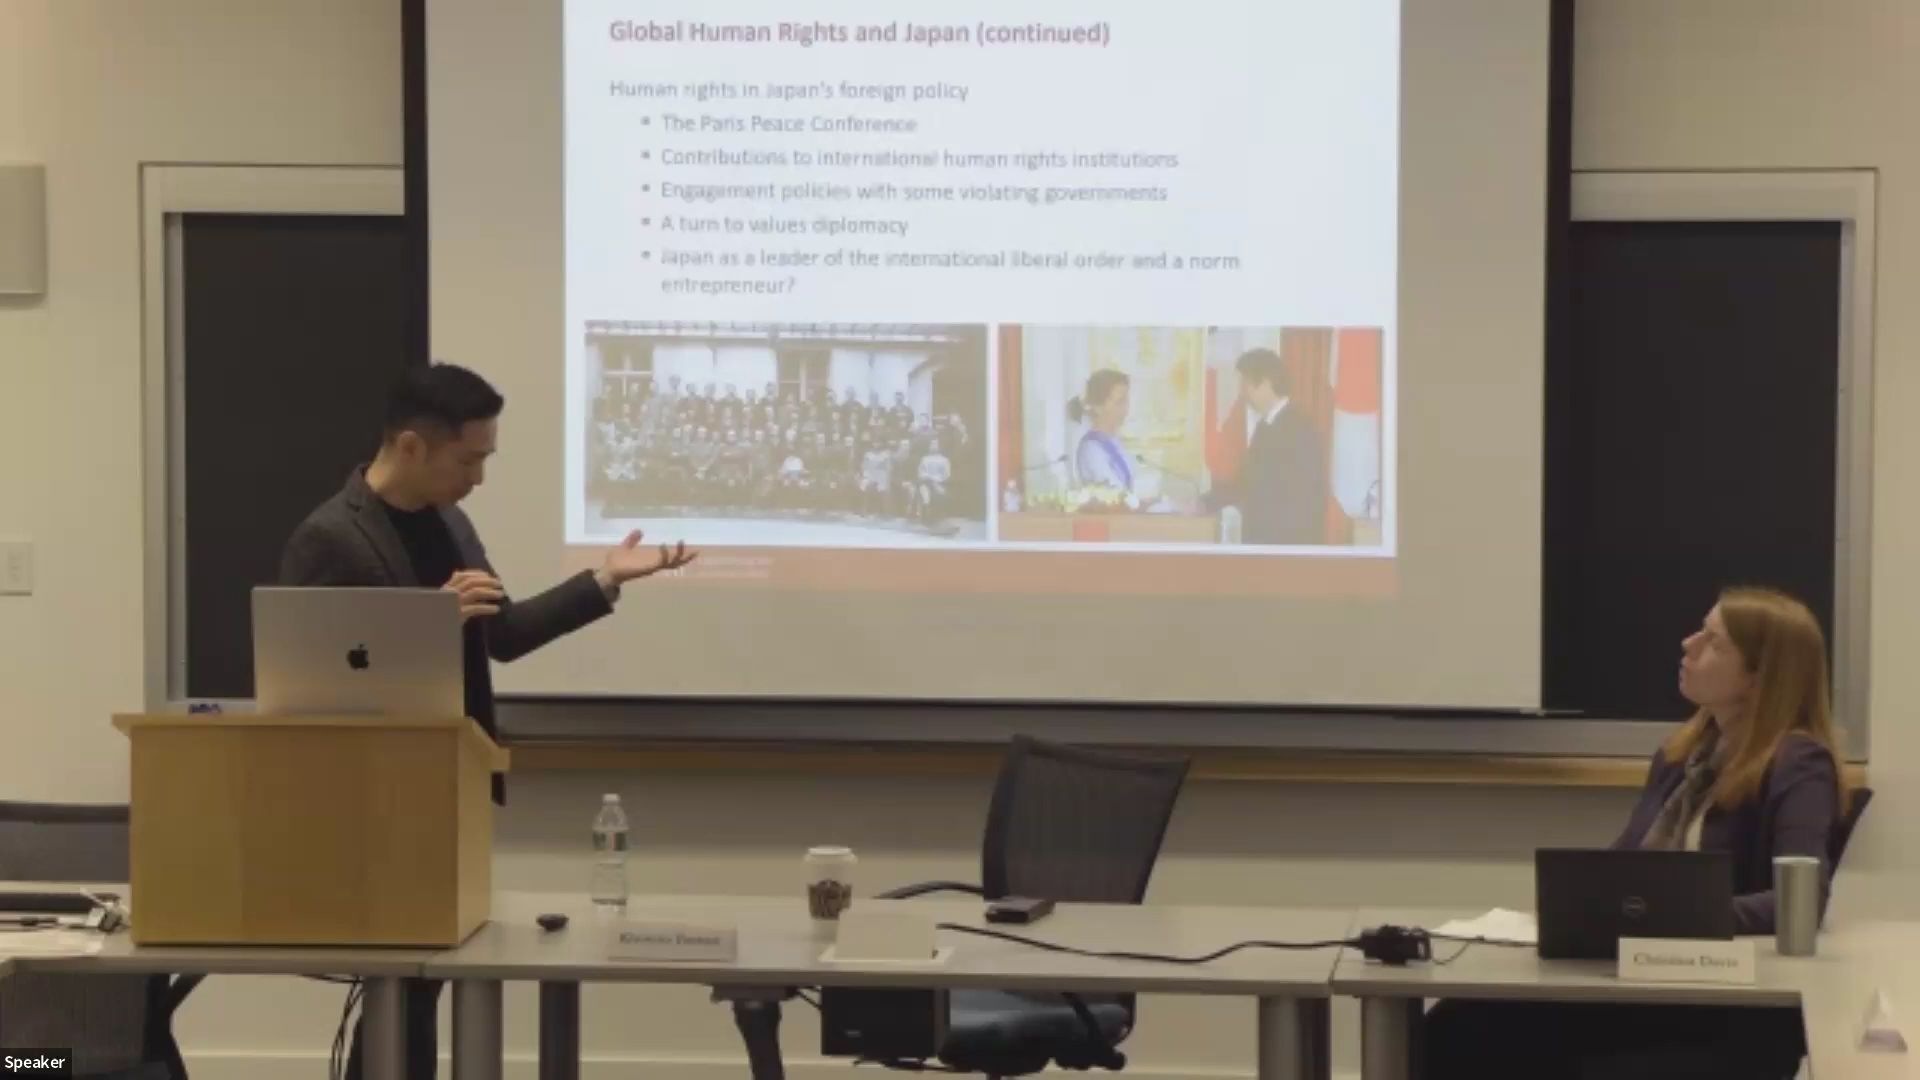 Global Human Rights and Japan (continued)
Human rights in Japan's foreign policy
▪ The Paris Peace Conference
▪ Contributions to international human rights institutions
▪ Engagement policies with some violating governments
▪ A turn to values diplomacy
▪ Japan as a leader of the international liberal order and a norm
entrepreneur?
Christina Davis
Speaker